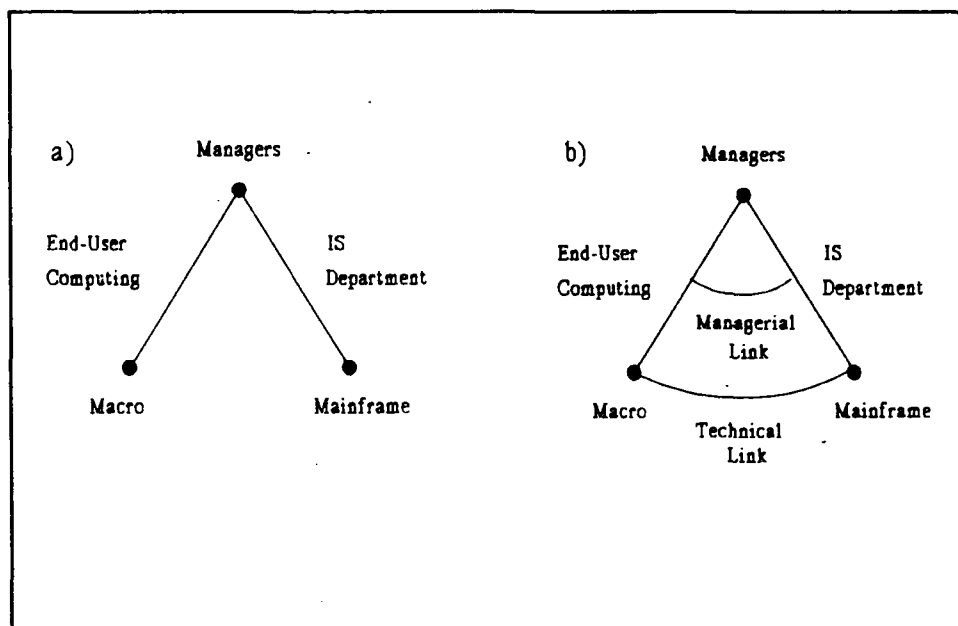 a)
Managers
End-User
Computing
IS
Department
Macro
Mainframe
b)
Managers
End-User
Computing
IS
Department
Managerial
Link
Macro
Mainframe
Technical
Link